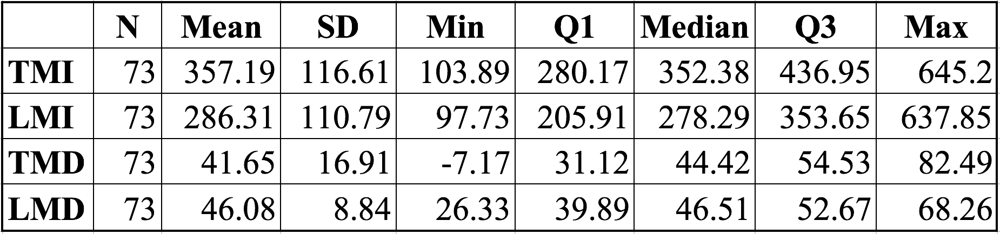 N Mean SD Min Q1 Median Q3 Max
TMI 73 357.19 116.61 103.89 280.17 352.38 436.95 645.2
LMI 73 286.31 110.79 97.73 205.91 278.29 353.65 637.85
TMD 73 41.65 16.91 -7.17 31.12 44.42 54.53 82.49
LMD 73 46.08 8.84 26.33 39.89 46.51 52.67 68.26